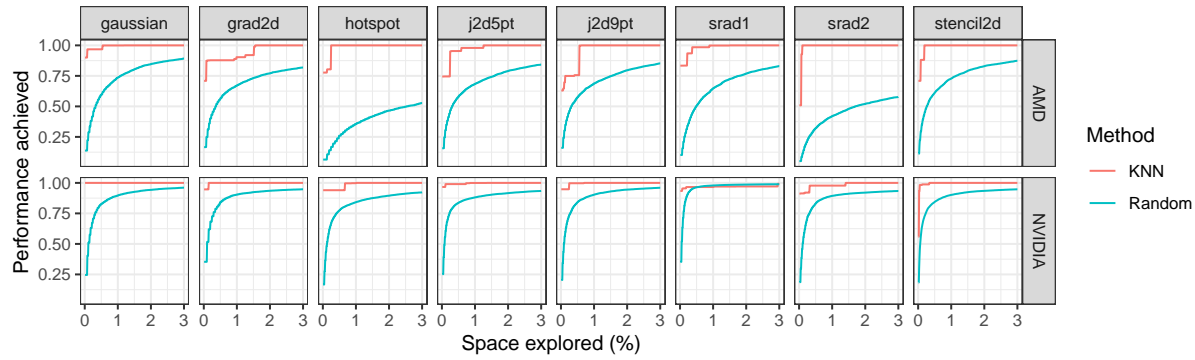 gaussian grad2d hotspot j2d5pt j2d9pt srad1 srad2 stencil2d
1.00
0.75
0.50
0.25
AMD
1.00
0.75
0.50
0.25
NVIDIA
0 1 2 3 0 1 2 3 0 1 2 3 0 1 2 3 0 1 2 3 0 1 2 3 0 1 2 3 0 1 2 3
Performance achieved
Space explored (%)
Method
KNN
Random